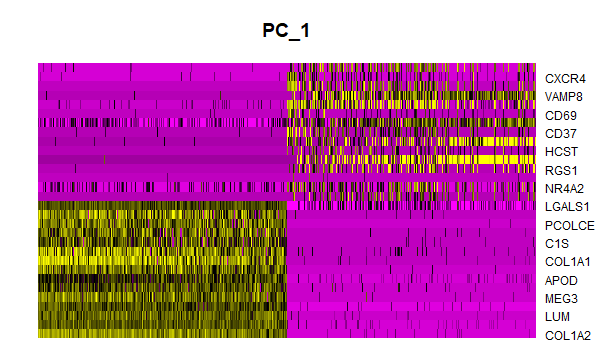 PC_1
CXCR4
VAMP8
CD69
CD37
HCST
RGS1
NR4A2
LGALS1
PCOLCE
C1S
COL1A1
APOD
MEG3
LUM
COL1A2